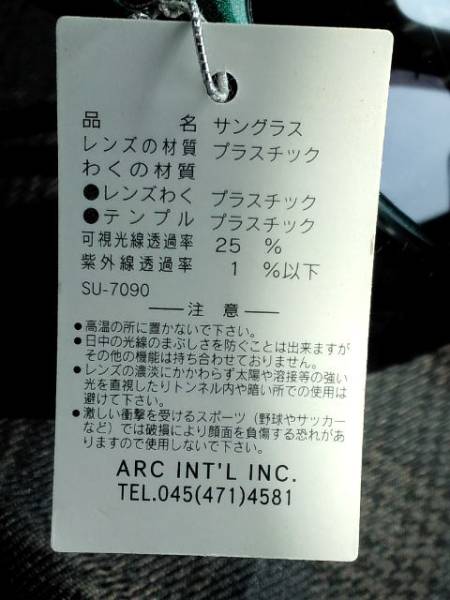 品　　　　名 サングラス
レンズの材質 プラスチック
わくの材質
●レンズわく プラスチック
●テンプル プラスチック
可視光線透過率 25 %
紫外線透過率 1 %以下
SU-7090
――注 意――
●高温の所に置かないで下さい。
●日中の光線のまぶしさを防ぐことは出来ますが
その他の機能は持ち合わせておりません。
●レンズの濃淡にかかわらず太陽や溶接等の強い
光を直視したりトンネル内や暗い所での使用は
避けて下さい。
●激しい衝撃を受けるスポーツ（野球やサッカー
など）では破損により顔面を負傷する恐れがあ
りますので使用しないで下さい。
ARC INT'L INC.
TEL.045(471)4581